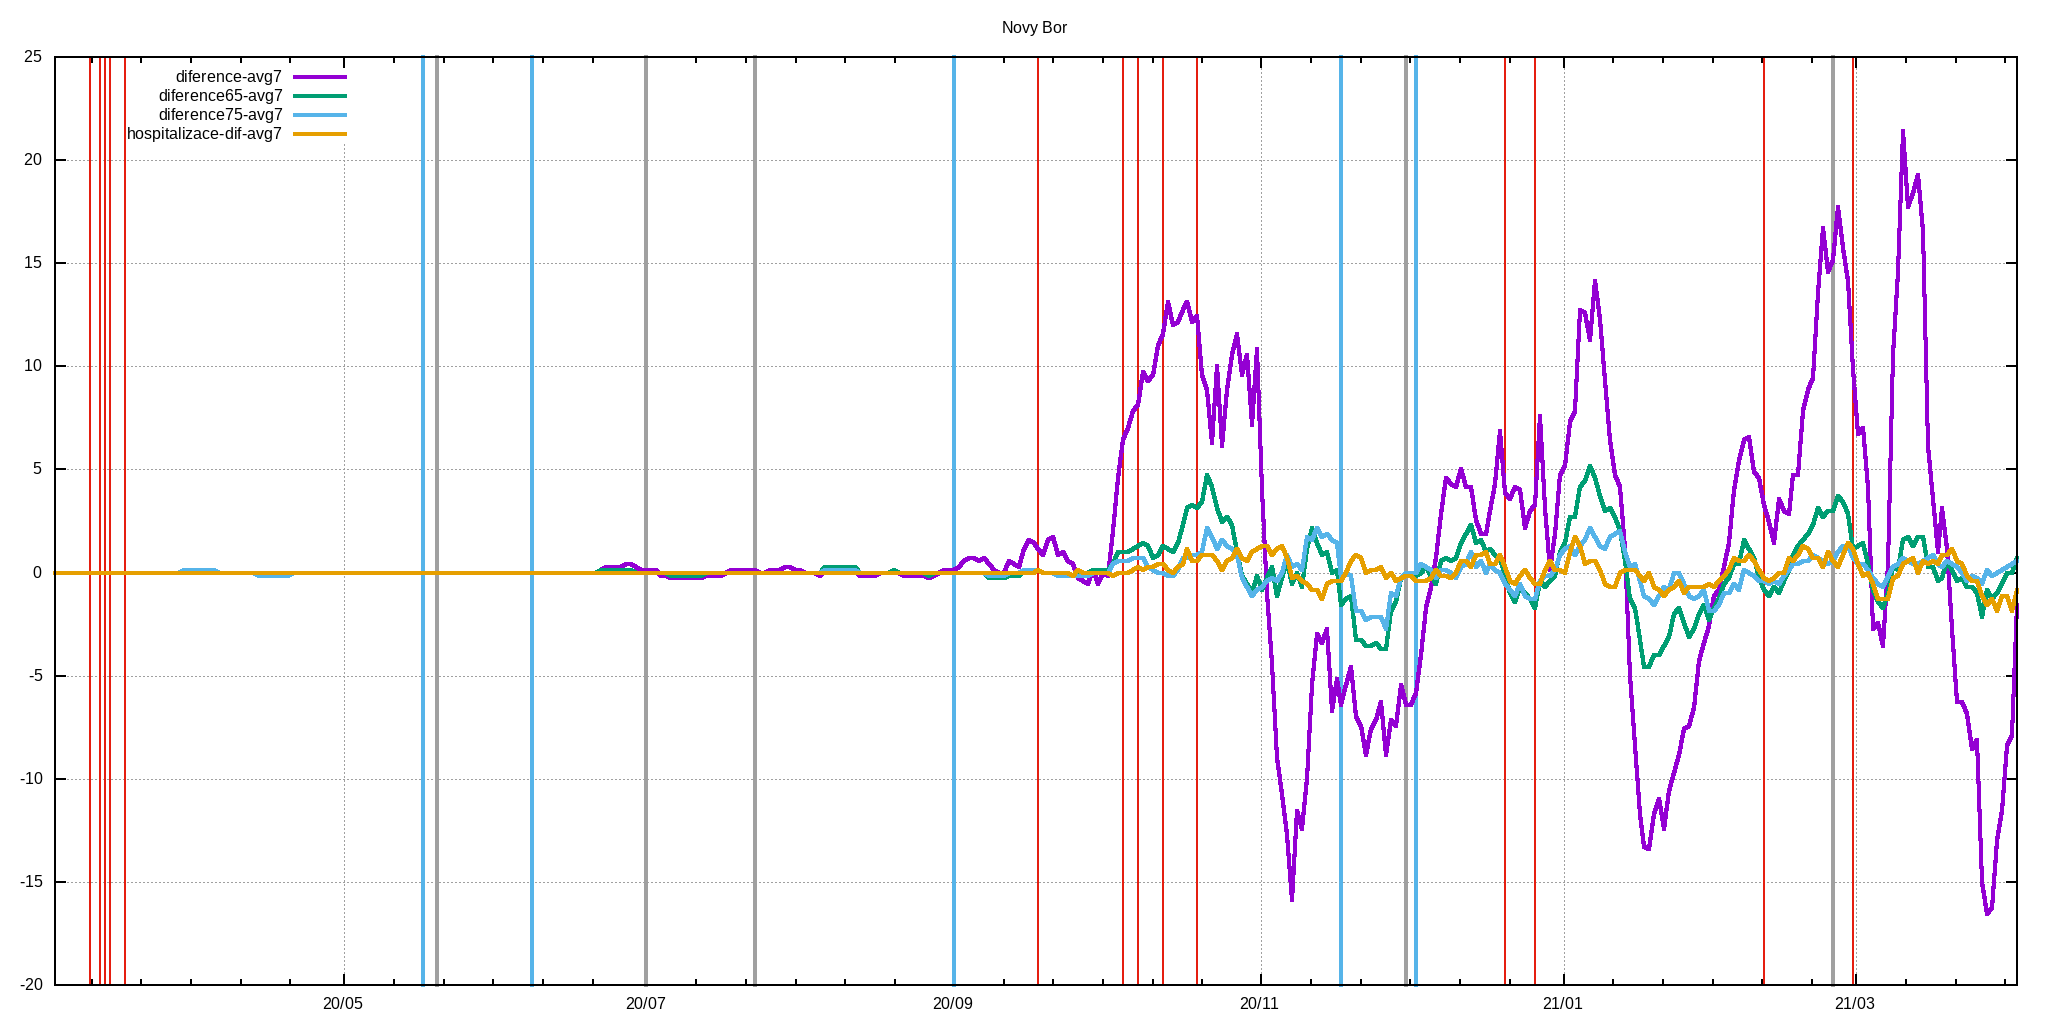 Novy Bor
25
20
15
10
5
0
-5
-10
-15
-20
diference-avg7
diference65-avg7
diference75-avg7
hospitalizace-dif-avg7
20/05 20/07 20/09 20/11 21/01 21/03